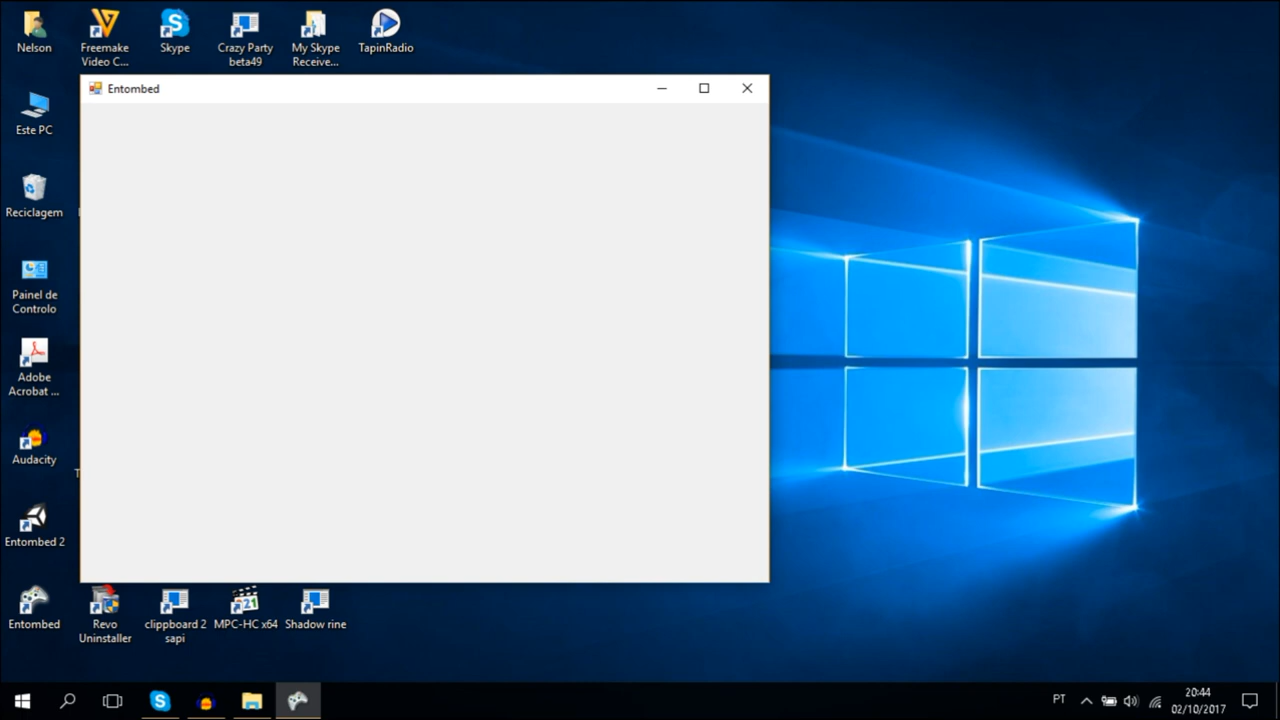 Nelson
Freemake
Video C...
Skype
Crazy Party
beta49
My Skype
Receive...
TapinRadio
Entombed
Este PC
Reciclagem
Painel de
Controlo
Adobe
Acrobat ...
Audacity
T
Entombed 2
Entombed
Revo
Uninstaller
clippboard 2
sapi
MPC-HC x64
Shadow rine
PT
20:44
02/10/2017